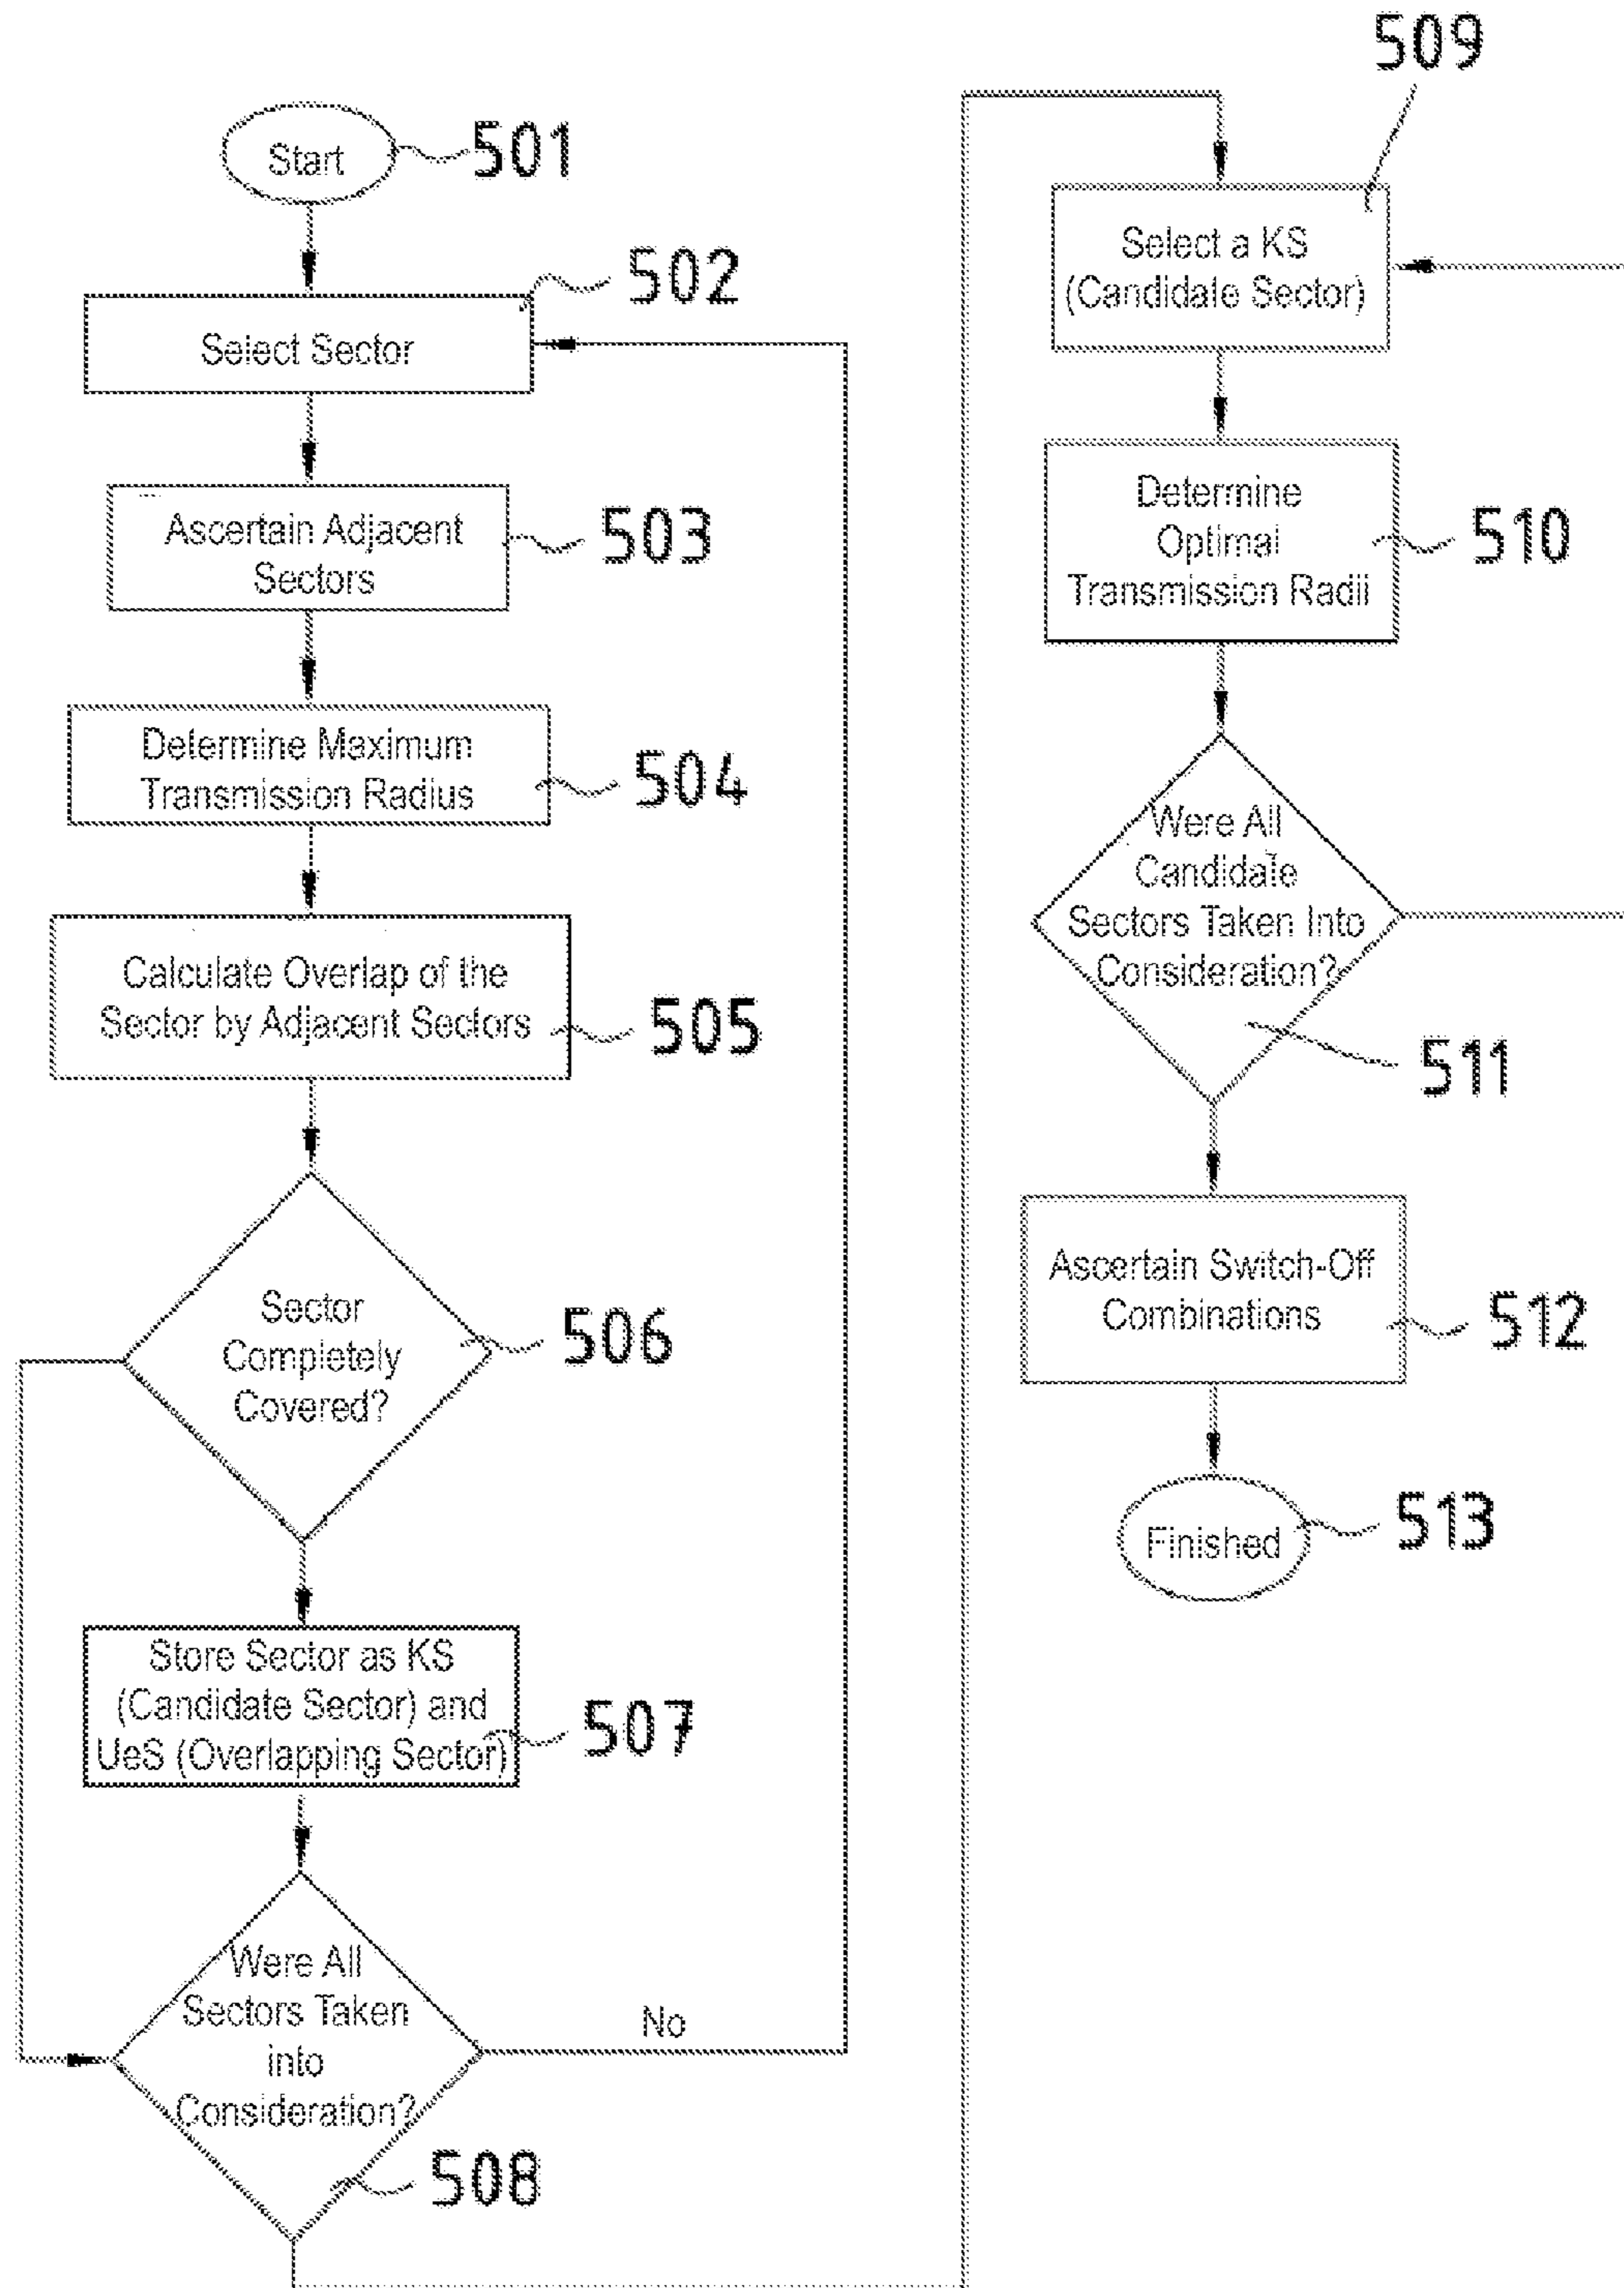 Start
501
502
Select Sector
Ascertain Adjacent
Sectors
503
Determine Maximum
Transmission Radius
504
Calculate Overlap of the
Sector by Adjacent Sectors
505
Sector
Completely
Covered?
506
Store Sector as KS
(Candidate Sector) and
UeS (Overlapping Sector)
507
Were All
Sectors Taken
into
Consideration?
No
508
509
Select a KS
(Candidate Sector)
Determine
Optimal
Transmission Radii
510
Were All
Candidate
Sectors Taken Into
Consideration?
511
Ascertain Switch-Off
Combinations
512
Finished
513